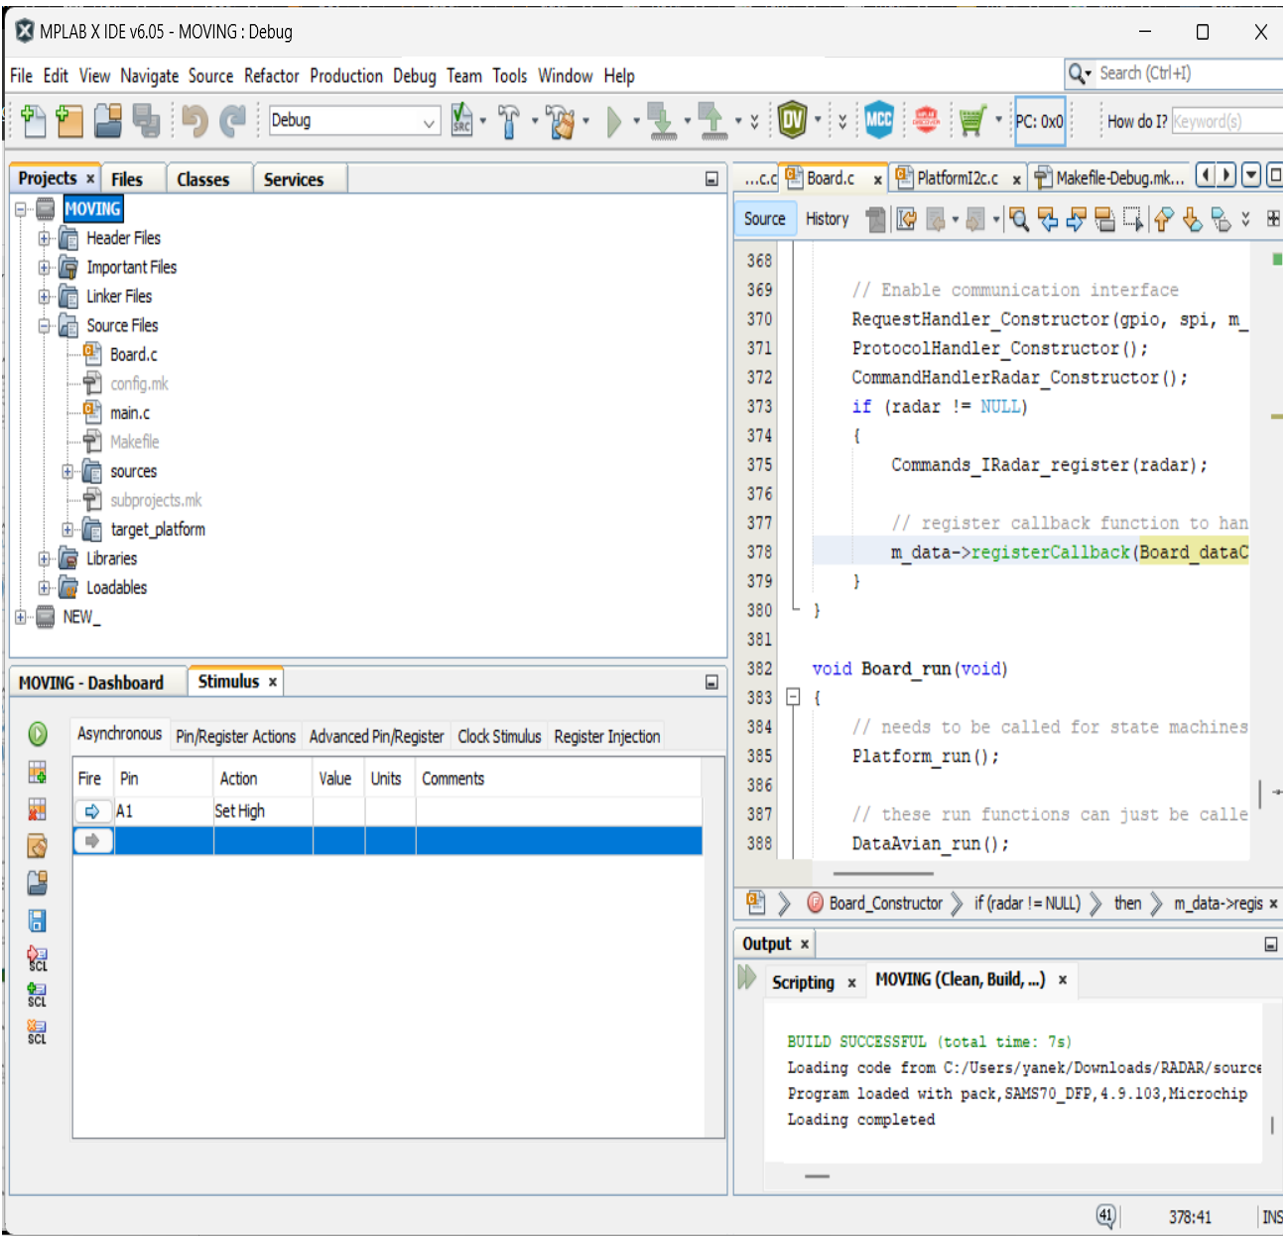 MPLAB X IDE v6.05 - MOVING : Debug
File Edit View Navigate Source Refactor Production Debug Team Tools Window Help
Search (Ctrl+I)
Debug
SRC
DV
MCC
PC: 0x0
How do I? Keyword(s)
Projects x Files Classes Services
MOVING
Header Files
Important Files
Linker Files
Source Files
Board.c
config.mk
main.c
Makefile
sources
subprojects.mk
target_platform
Libraries
Loadables
NEW_
MOVING - Dashboard Stimulus x
Asynchronous Pin/Register Actions Advanced Pin/Register Clock Stimulus Register Injection
Fire Pin Action Value Units Comments
A1 Set High
SCL
SCL
SCL
...c.c Board.c x PlatformI2c.c x Makefile-Debug.mk...
Source History
368
369 // Enable communication interface
370 RequestHandler_Constructor(gpio, spi, m_
371 ProtocolHandler_Constructor();
372 CommandHandlerRadar_Constructor();
373 if (radar != NULL)
374 {
375 Commands_IRadar_register(radar);
376
377 // register callback function to han
378 m_data->registerCallback(Board_dataC
379 }
380 }
381
382 void Board_run(void)
383 {
384 // needs to be called for state machines
385 Platform_run();
386
387 // these run functions can just be calle
388 DataAvian_run();
Board_Constructor if (radar != NULL) then m_data->regis x
Output x
Scripting x MOVING (Clean, Build, ...) x
BUILD SUCCESSFUL (total time: 7s)
Loading code from C:/Users/yanek/Downloads/RADAR/source
Program loaded with pack,SAMS70_DFP,4.9.103,Microchip
Loading completed
41 378:41 INS